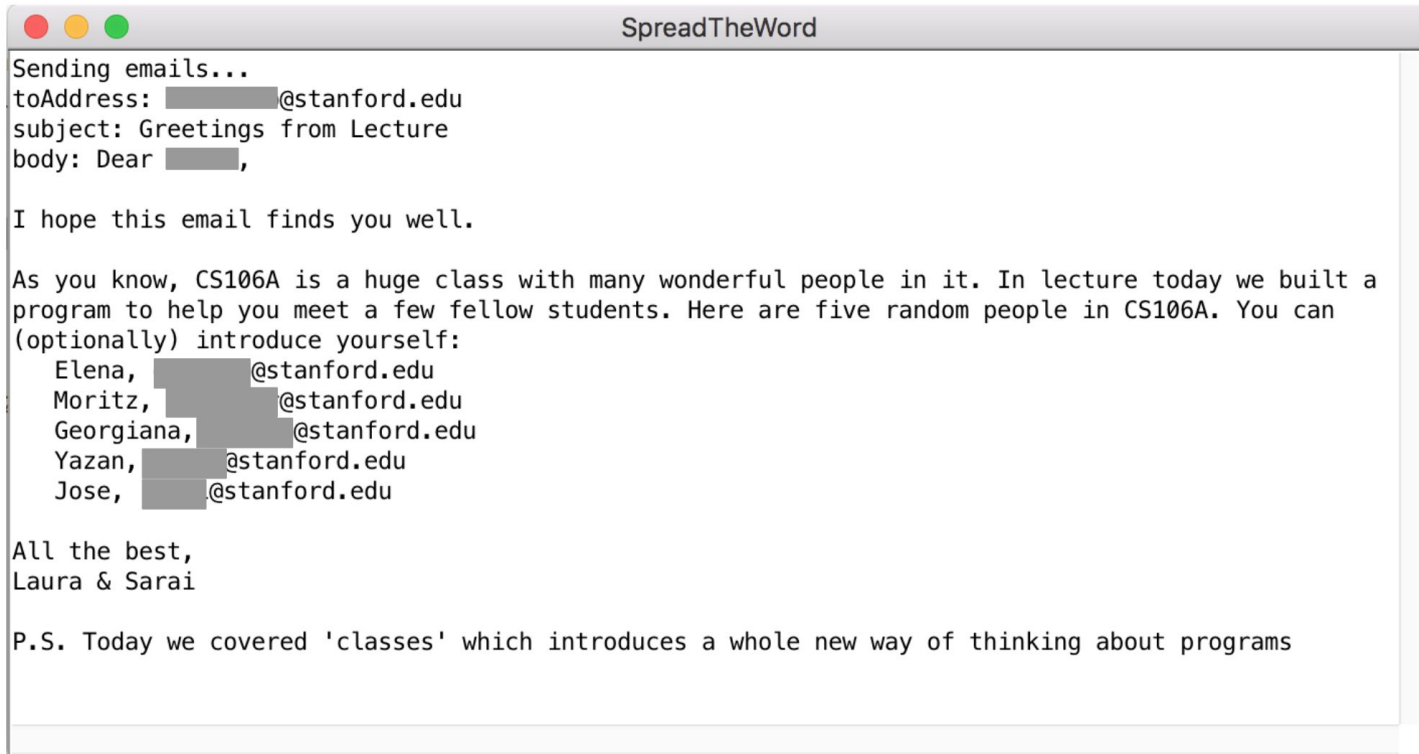 SpreadTheWord
Sending emails...
toAddress: @stanford.edu
subject: Greetings from Lecture
body: Dear ,
I hope this email finds you well.
As you know, CS106A is a huge class with many wonderful people in it. In lecture today we built a
program to help you meet a few fellow students. Here are five random people in CS106A. You can
(optionally) introduce yourself:
Elena, @stanford.edu
Moritz, @stanford.edu
Georgiana, @stanford.edu
Yazan, @stanford.edu
Jose, @stanford.edu
All the best,
Laura & Sarai
P.S. Today we covered 'classes' which introduces a whole new way of thinking about programs